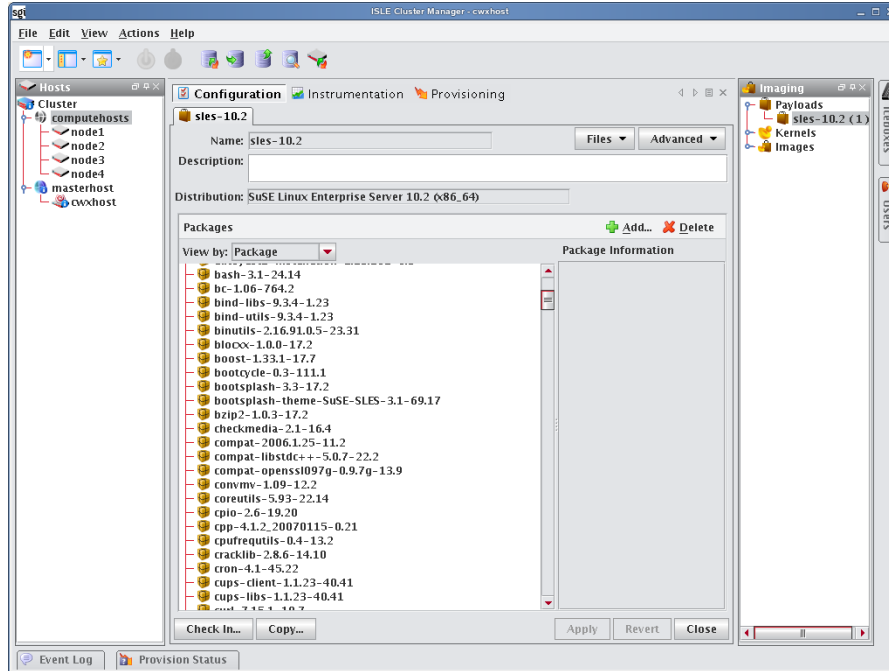 sgi
ISLE Cluster Manager - cwxhost
File Edit View Actions Help
Hosts
Cluster
computehosts
node1
node2
node3
node4
masterhost
cwxhost
Configuration Instrumentation Provisioning
sles-10.2
Name: sles-10.2
Files Advanced
Description:
Distribution: SuSE Linux Enterprise Server 10.2 (x86_64)
Packages
Add... Delete
View by: Package
Package Information
bash-3.1-24.14
bc-1.06-764.2
bind-libs-9.3.4-1.23
bind-utils-9.3.4-1.23
binutils-2.16.91.0.5-23.31
blocxx-1.0.0-17.2
boost-1.33.1-17.7
bootcycle-0.3-111.1
bootsplash-3.3-17.2
bootsplash-theme-SuSE-SLES-3.1-69.17
bzip2-1.0.3-17.2
checkmedia-2.1-16.4
compat-2006.1.25-11.2
compat-libstdc++-5.0.7-22.2
compat-openssl097g-0.9.7g-13.9
convmv-1.09-12.2
coreutils-5.93-22.14
cpio-2.6-19.20
cpp-4.1.2_20070115-0.21
cpufrequtils-0.4-13.2
cracklib-2.8.6-14.10
cron-4.1-45.22
cups-client-1.1.23-40.41
cups-libs-1.1.23-40.41
Check In... Copy...
Apply Revert Close
Imaging
Payloads
sles-10.2 (1)
Kernels
Images
Iceboxes
Users
Event Log Provision Status